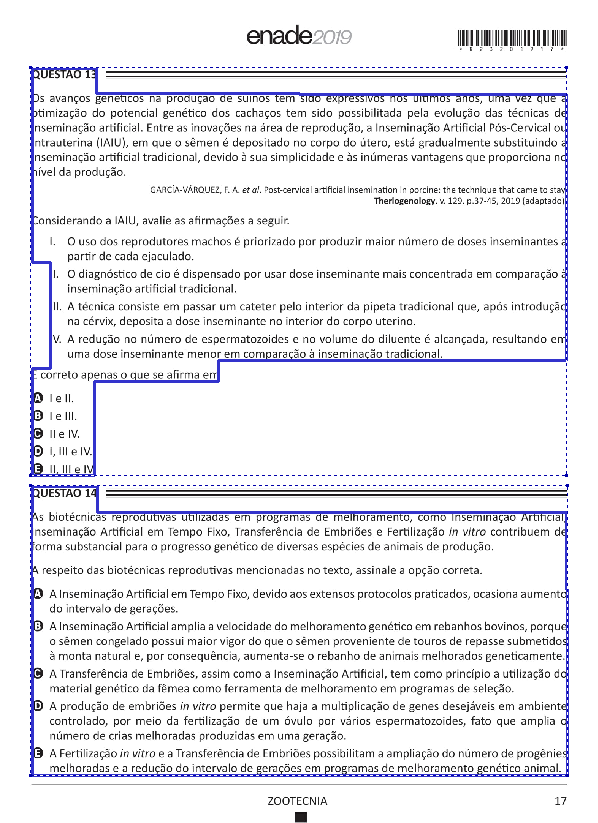 enade2019
QUESTÃO 13
Os avanços genéticos na produção de suínos têm sido expressivos nos últimos anos, uma vez que a
otimização do potencial genético dos cachaços tem sido possibilitada pela evolução das técnicas de
inseminação artificial. Entre as inovações na área de reprodução, a Inseminação Artificial Pós-Cervical ou
Intrauterina (IAIU), em que o sêmen é depositado no corpo do útero, está gradualmente substituindo a
inseminação artificial tradicional, devido à sua simplicidade e às inúmeras vantagens que proporciona no
nível da produção.
GARCÍA-VÁRQUEZ, F. A. et al. Post-cervical artificial insemination in porcine: the technique that came to stay.
Theriogenology. v. 129. p.37-45, 2019 (adaptado).
Considerando a IAIU, avalie as afirmações a seguir.
I. O uso dos reprodutores machos é priorizado por produzir maior número de doses inseminantes a
partir de cada ejaculado.
II. O diagnóstico de cio é dispensado por usar dose inseminante mais concentrada em comparação à
inseminação artificial tradicional.
III. A técnica consiste em passar um cateter pelo interior da pipeta tradicional que, após introdução
na cérvix, deposita a dose inseminante no interior do corpo uterino.
IV. A redução no número de espermatozoides e no volume do diluente é alcançada, resultando em
uma dose inseminante menor em comparação à inseminação tradicional.
É correto apenas o que se afirma em
A I e II.
B I e III.
C II e IV.
D I, III e IV.
E II, III e IV.
QUESTÃO 14
As biotécnicas reprodutivas utilizadas em programas de melhoramento, como Inseminação Artificial,
Inseminação Artificial em Tempo Fixo, Transferência de Embriões e Fertilização in vitro contribuem de
forma substancial para o progresso genético de diversas espécies de animais de produção.
A respeito das biotécnicas reprodutivas mencionadas no texto, assinale a opção correta.
A A Inseminação Artificial em Tempo Fixo, devido aos extensos protocolos praticados, ocasiona aumento
do intervalo de gerações.
B A Inseminação Artificial amplia a velocidade do melhoramento genético em rebanhos bovinos, porque
o sêmen congelado possui maior vigor do que o sêmen proveniente de touros de repasse submetidos
à monta natural e, por consequência, aumenta-se o rebanho de animais melhorados geneticamente.
C A Transferência de Embriões, assim como a Inseminação Artificial, tem como princípio a utilização do
material genético da fêmea como ferramenta de melhoramento em programas de seleção.
D A produção de embriões in vitro permite que haja a multiplicação de genes desejáveis em ambiente
controlado, por meio da fertilização de um óvulo por vários espermatozoides, fato que amplia o
número de crias melhoradas produzidas em uma geração.
E A Fertilização in vitro e a Transferência de Embriões possibilitam a ampliação do número de progênies
melhoradas e a redução do intervalo de gerações em programas de melhoramento genético animal.
ZOOTECNIA
17